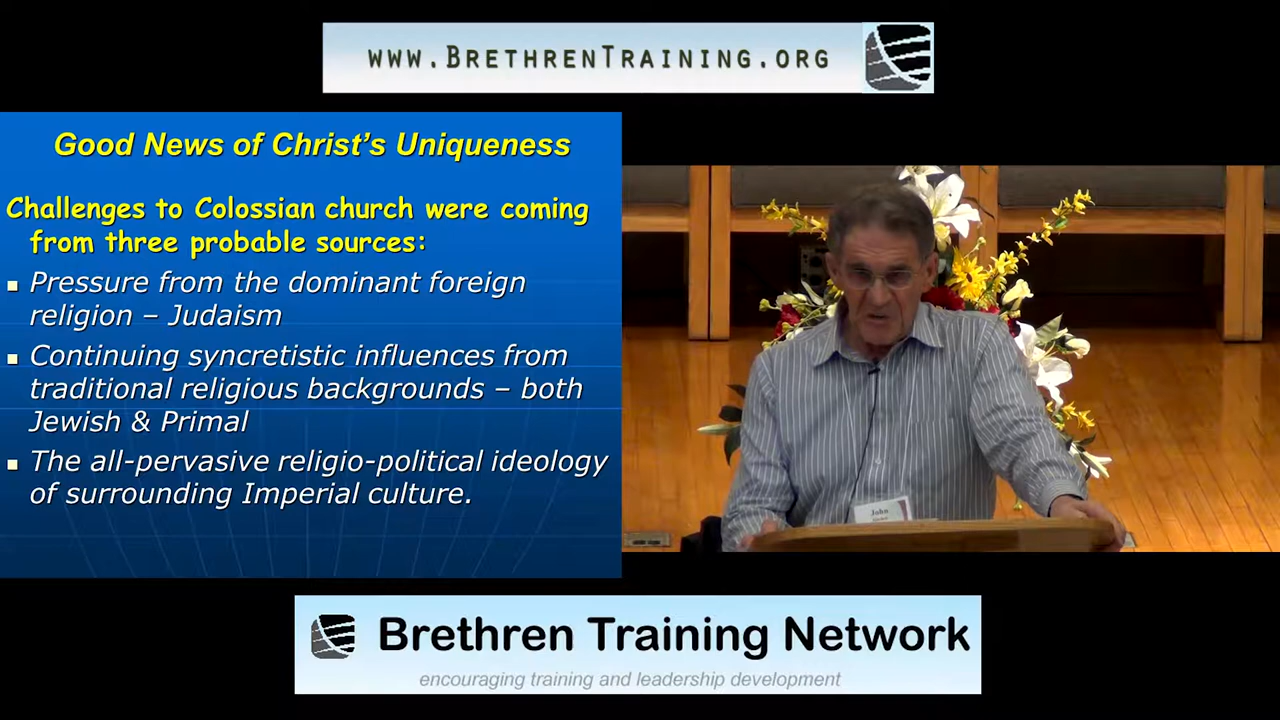 www.BrethrenTraining.org
Good News of Christ's Uniqueness
Challenges to Colossian church were coming
from three probable sources:
■ Pressure from the dominant foreign
religion – Judaism
■ Continuing syncretistic influences from
traditional religious backgrounds – both
Jewish & Primal
■ The all-pervasive religio-political ideology
of surrounding Imperial culture.
John
Brethren Training Network
encouraging training and leadership development